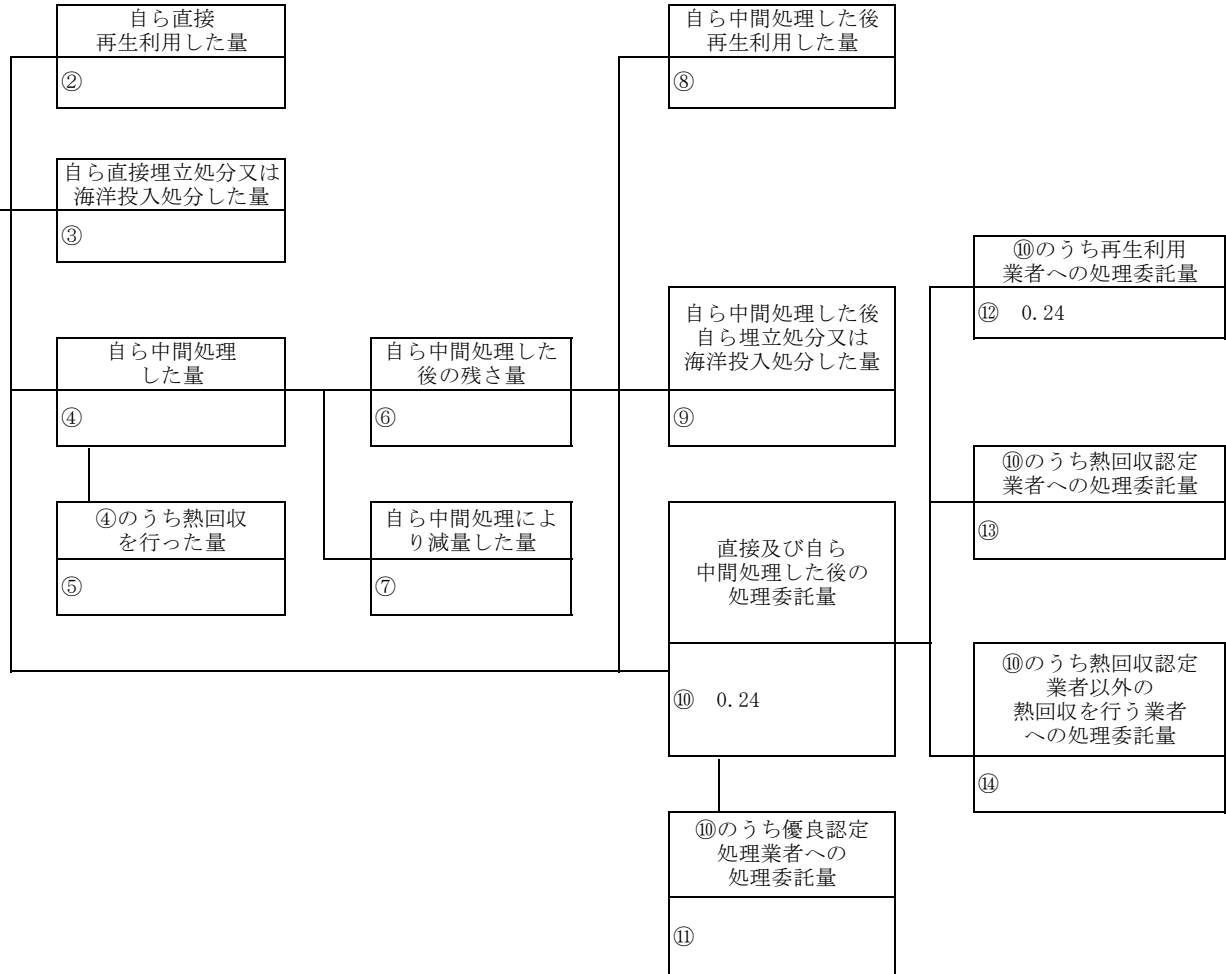 自ら直接
再生利用した量
②
自ら中間処理した後
再生利用した量
⑧
自ら直接埋立処分又は
海洋投入処分した量
③
⑩のうち再生利用
業者への処理委託量
⑫ 0.24
自ら中間処理
した量
④
自ら中間処理した
後の残さ量
⑥
自ら中間処理した後
自ら埋立処分又は
海洋投入処分した量
⑨
⑩のうち熱回収認定
業者への処理委託量
⑬
④のうち熱回収
を行った量
⑤
自ら中間処理によ
り減量した量
⑦
直接及び自ら
中間処理した後の
処理委託量
⑩ 0.24
⑩のうち熱回収認定
業者以外の
熱回収を行う業者
への処理委託量
⑭
⑩のうち優良認定
処理業者への
処理委託量
⑪